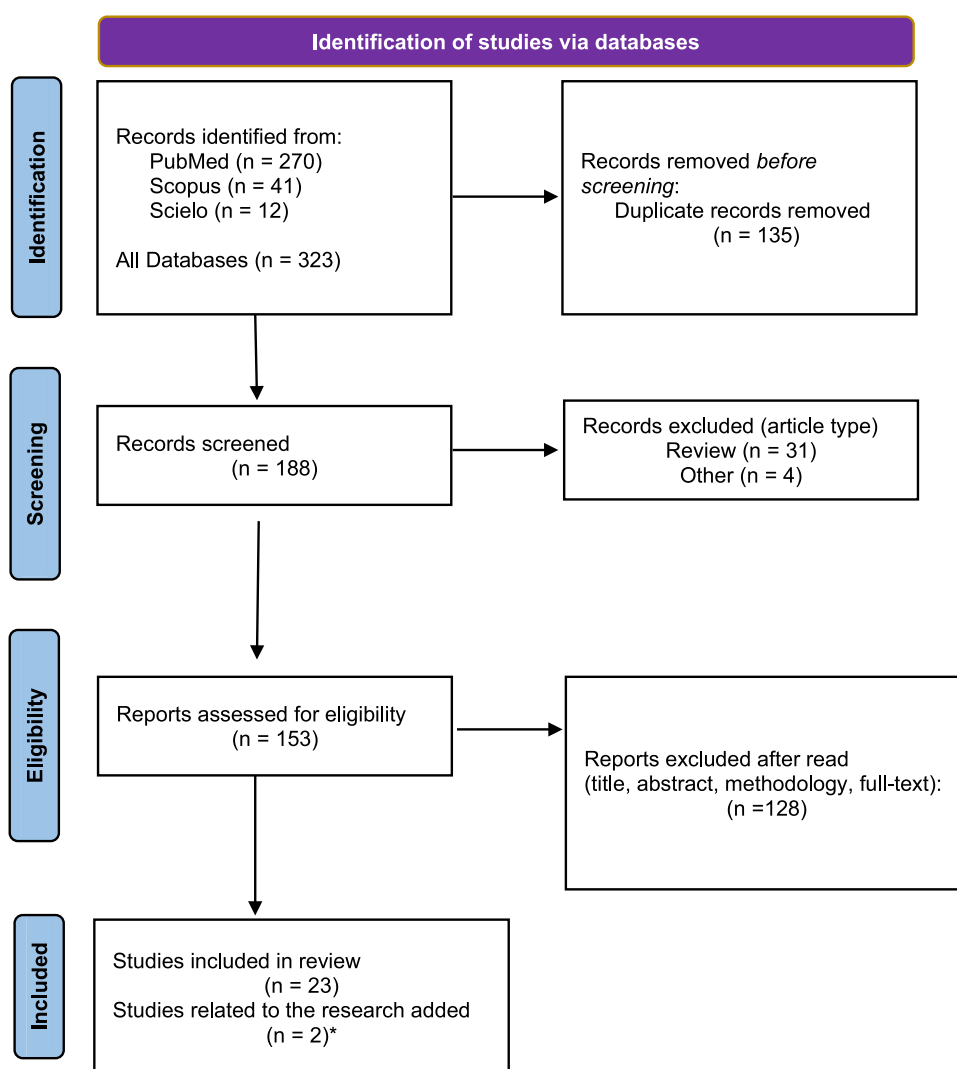 Identification of studies via databases
Identification
Records identified from:
PubMed (n = 270)
Scopus (n = 41)
Scielo (n = 12)
All Databases (n = 323)
Records removed before
screening:
Duplicate records removed
(n = 135)
Screening
Records screened
(n = 188)
Records excluded (article type)
Review (n = 31)
Other (n = 4)
Eligibility
Reports assessed for eligibility
(n = 153)
Reports excluded after read
(title, abstract, methodology, full-text):
(n =128)
Included
Studies included in review
(n = 23)
Studies related to the research added
(n = 2)*